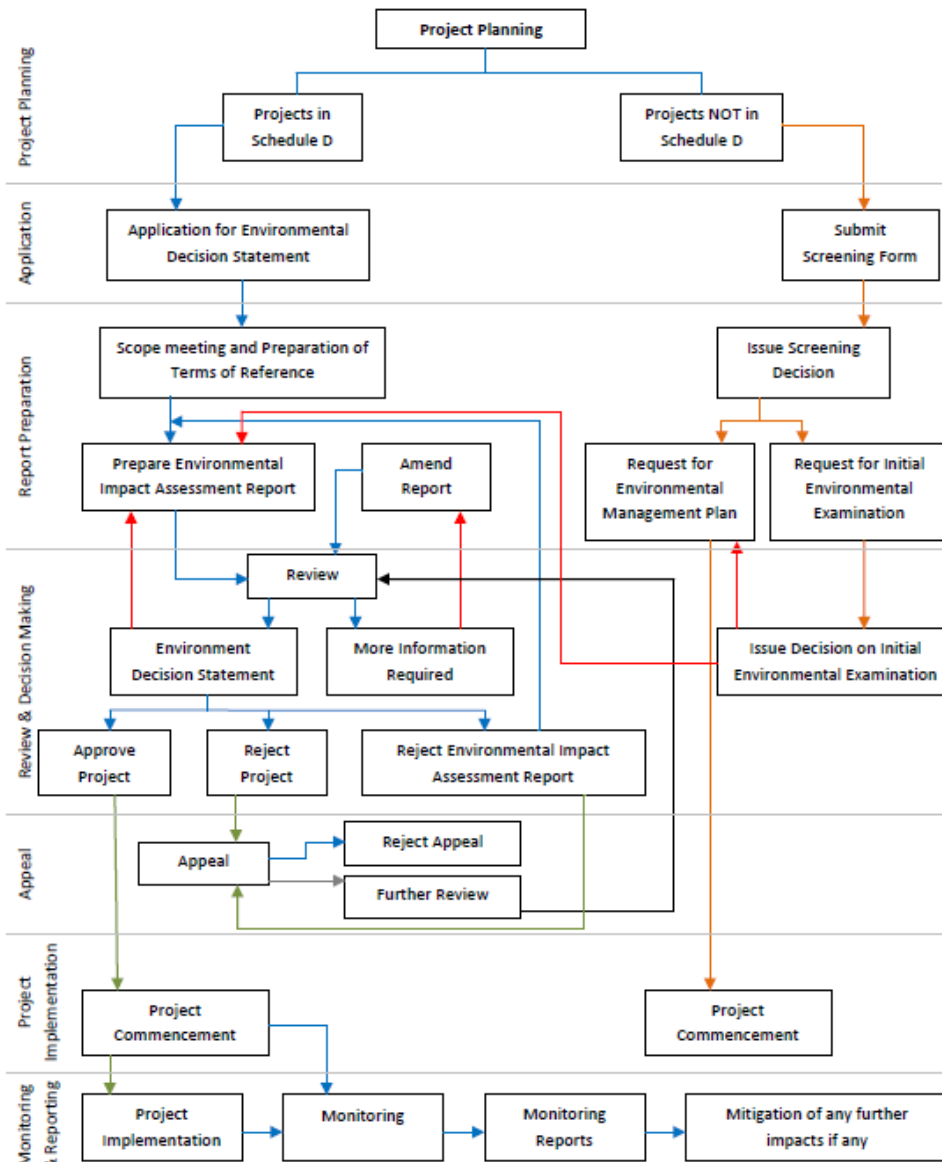 Project Planning
Project Planning
Projects in
Schedule D
Projects NOT in
Schedule D
Application
Application for Environmental
Decision Statement
Submit
Screening Form
Report Preparation
Scope meeting and Preparation of
Terms of Reference
Issue Screening
Decision
Prepare Environmental
Impact Assessment Report
Amend
Report
Request for
Environmental
Management Plan
Request for Initial
Environmental
Examination
Review & Decision Making
Review
Environment
Decision Statement
More Information
Required
Issue Decision on Initial
Environmental Examination
Approve
Project
Reject
Project
Reject Environmental Impact
Assessment Report
Appeal
Appeal
Reject Appeal
Further Review
Project
Implementation
Project
Commencement
Project
Commencement
Monitoring
& Reporting
Project
Implementation
Monitoring
Monitoring
Reports
Mitigation of any further
impacts if any